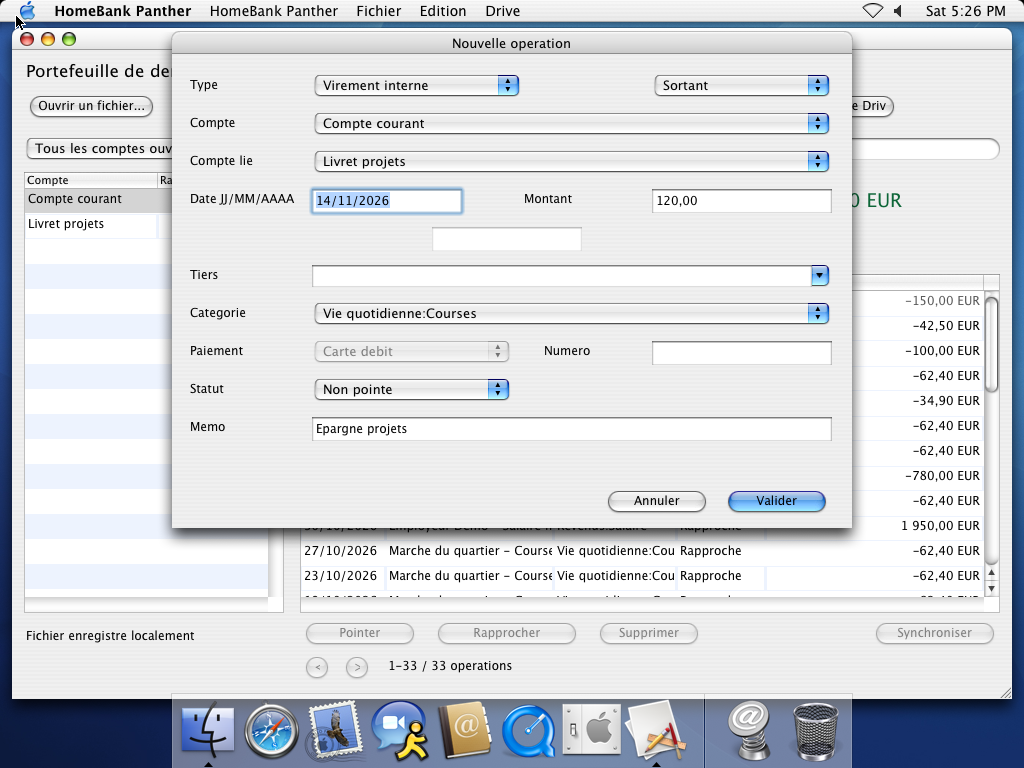 HomeBank Panther HomeBank Panther Fichier Edition Drive Sat 5:26 PM
Nouvelle operation
Portefeuille de
Type Virement interne Sortant
Ouvrir un fichier...
Compte Compte courant
Tous les comptes
Compte lie Livret projets
Compte
Compte courant
Date JJ/MM/AAAA 14/11/2026 Montant 120,00
EUR
Livret projets
Tiers
-150,00 EUR
Categorie Vie quotidienne:Courses
-42,50 EUR
Paiement Carte debit Numero
-100,00 EUR
-62,40 EUR
Statut Non pointe
-34,90 EUR
Memo Epargne projets
-62,40 EUR
-62,40 EUR
-780,00 EUR
Annuler Valider
-62,40 EUR
1 950,00 EUR
27/10/2026 Marche du quartier - Course Vie quotidienne:Cou Rapproche -62,40 EUR
23/10/2026 Marche du quartier - Course Vie quotidienne:Cou Rapproche -62,40 EUR
Fichier enregistre localement Pointer Rapprocher Supprimer Synchroniser
< > 1-33 / 33 operations